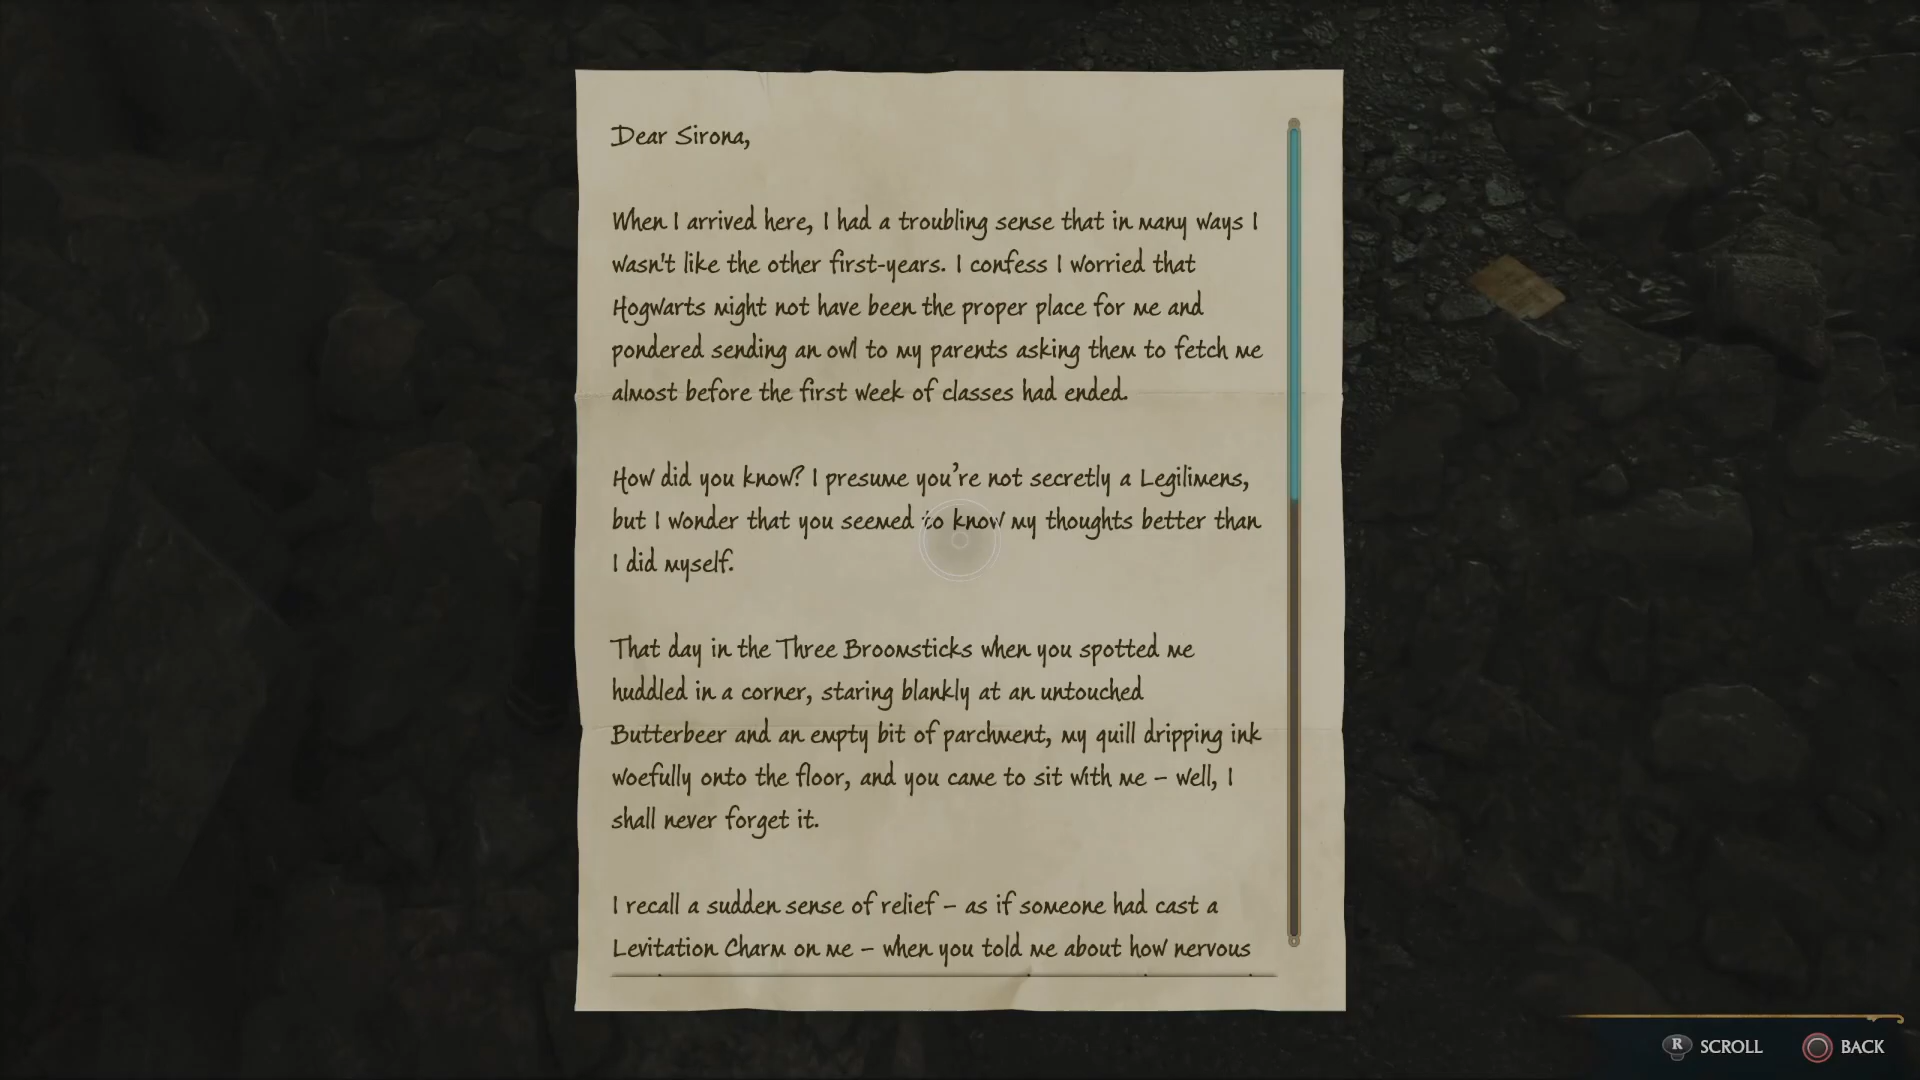 Dear Sirona,
When I arrived here, I had a troubling sense that in many ways I
wasn't like the other first-years. I confess I worried that
Hogwarts might not have been the proper place for me and
pondered sending an owl to my parents asking them to fetch me
almost before the first week of classes had ended.
How did you know? I presume you're not secretly a Legilimens,
but I wonder that you seemed to know my thoughts better than
I did myself.
That day in the Three Broomsticks when you spotted me
huddled in a corner, staring blankly at an untouched
Butterbeer and an empty bit of parchment, my quill dripping ink
woefully onto the floor, and you came to sit with me – well, I
shall never forget it.
I recall a sudden sense of relief – as if someone had cast a
Levitation Charm on me – when you told me about how nervous
R SCROLL
BACK